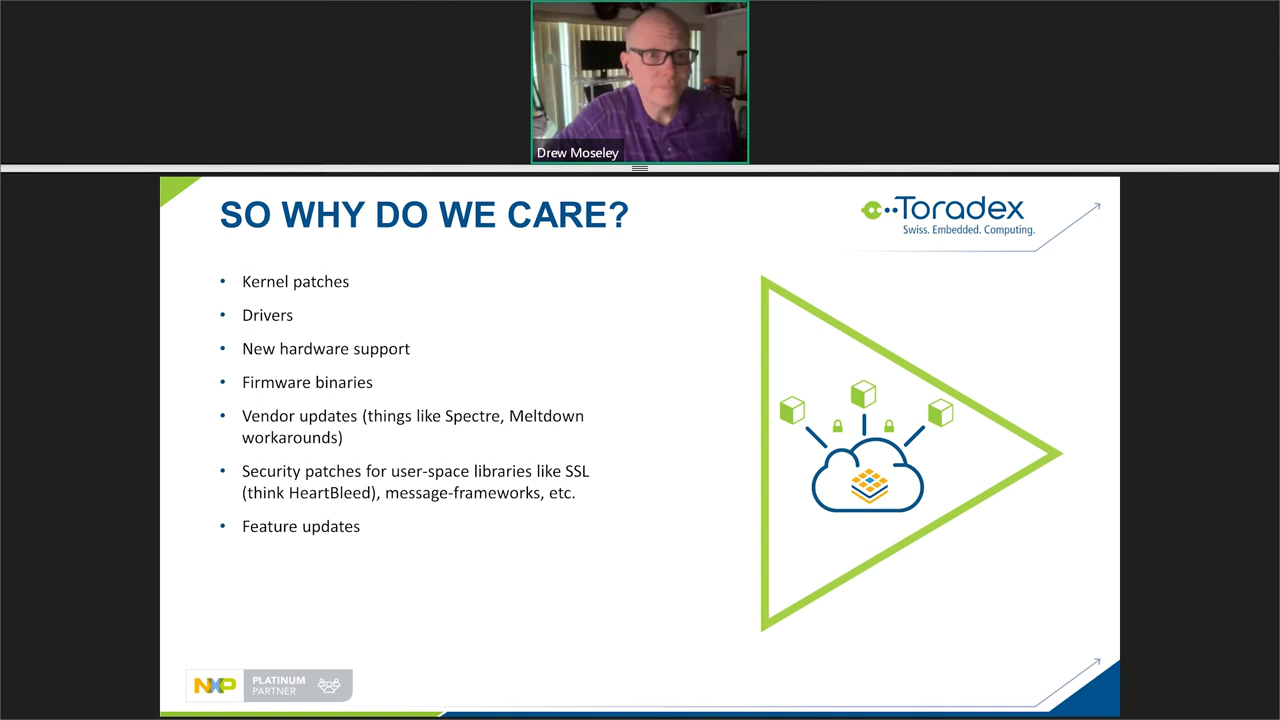 Drew Moseley
SO WHY DO WE CARE?
Toradex
Swiss. Embedded. Computing.
• Kernel patches
• Drivers
• New hardware support
• Firmware binaries
• Vendor updates (things like Spectre, Meltdown
workarounds)
• Security patches for user-space libraries like SSL
(think HeartBleed), message-frameworks, etc.
• Feature updates
NXP
PLATINUM
PARTNER